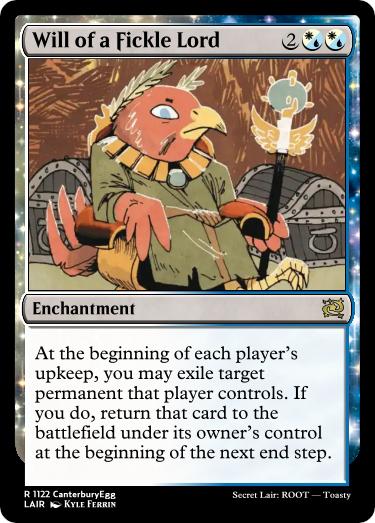 Will of a Fickle Lord 2
Enchantment
At the beginning of each player's
upkeep, you may exile target
permanent that player controls. If
you do, return that card to the
battlefield under its owner's control
at the beginning of the next end step.
R 1122 CanterburyEgg
Secret Lair: ROOT — Toasty
LAIR Kyle Ferrin